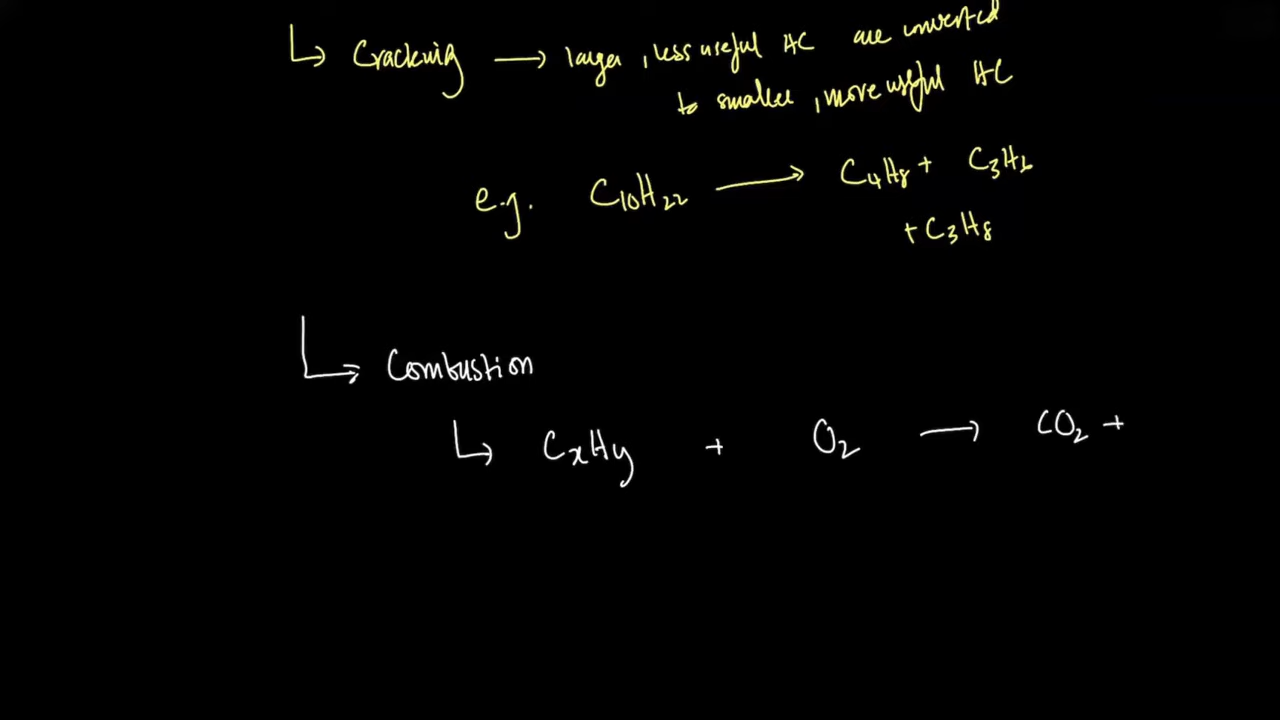 ↳ Cracking → larger, less useful HC are converted
to smaller, more useful HC
e.g. C₁₀H₂₂ → C₄H₈ + C₃H₆
+ C₃H₈
↳ Combustion
↳ CxHy + O₂ → CO₂ +